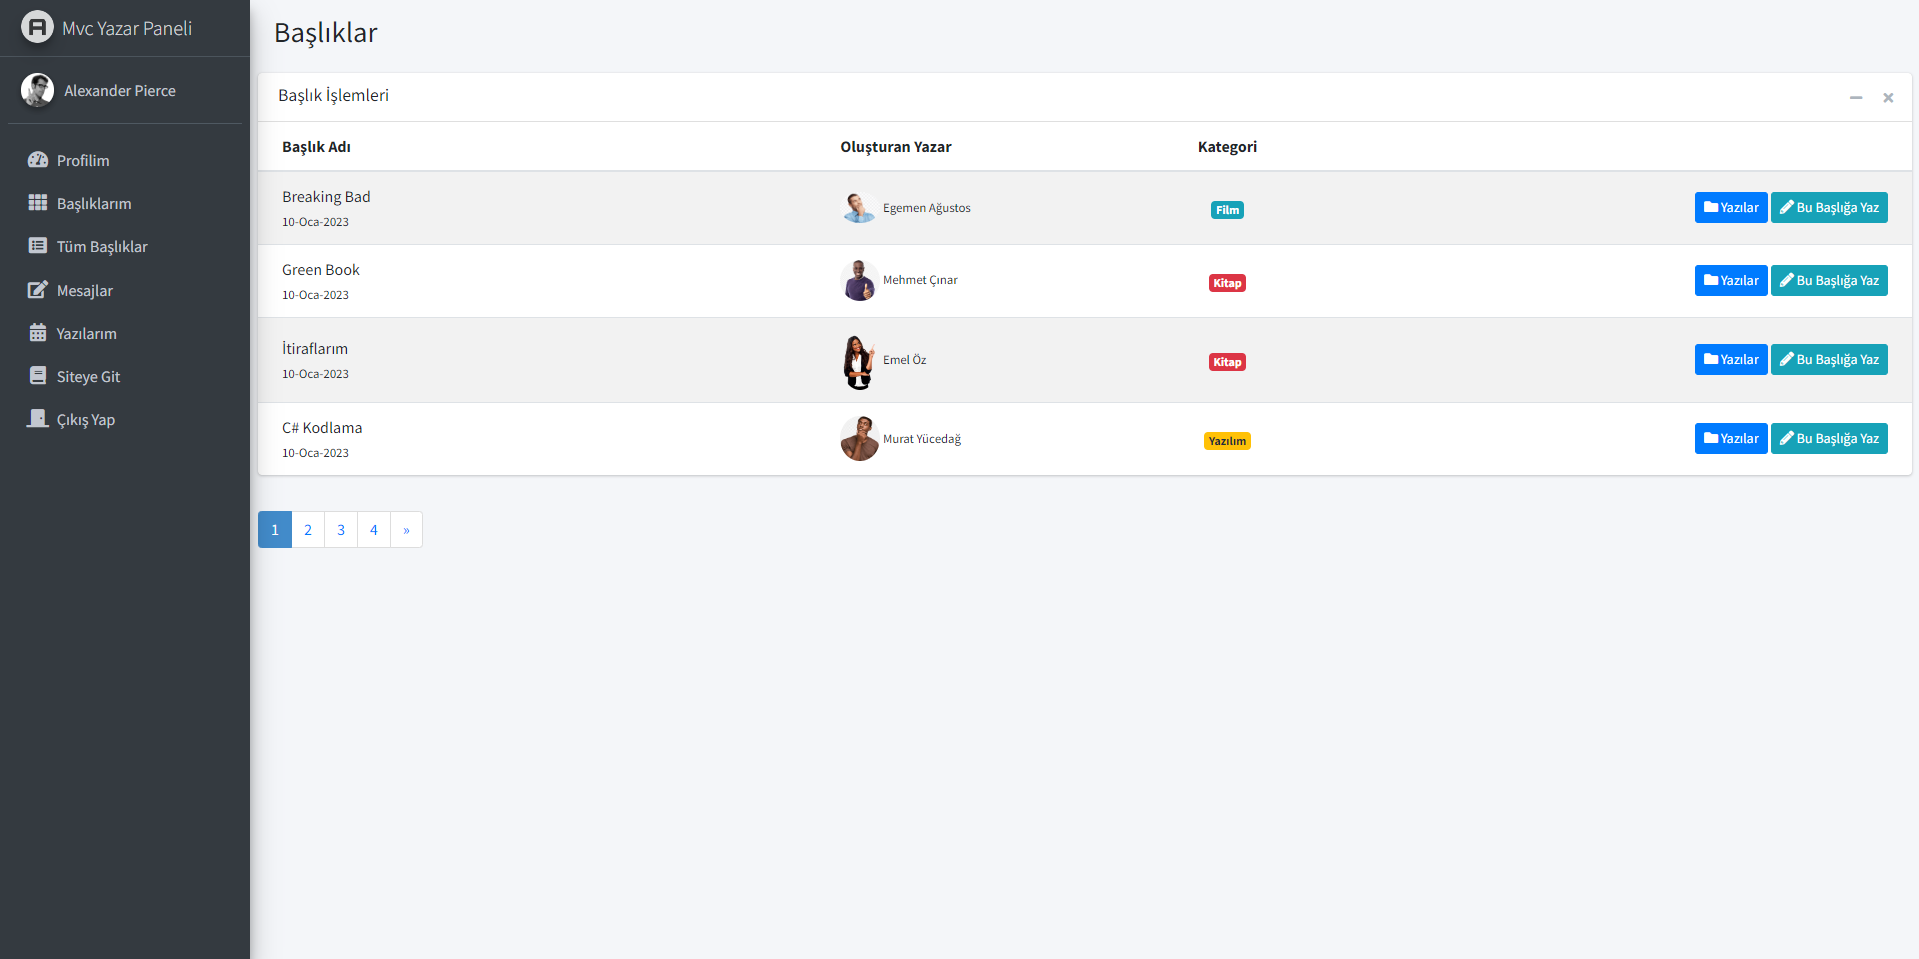 Mvc Yazar Paneli
Alexander Pierce
Profilim
Başlıklarım
Tüm Başlıklar
Mesajlar
Yazılarım
Siteye Git
Çıkış Yap
Başlıklar
Başlık İşlemleri
Başlık Adı Oluşturan Yazar Kategori
Breaking Bad
10-Oca-2023
Egemen Ağustos
Film
Yazılar Bu Başlığa Yaz
Green Book
10-Oca-2023
Mehmet Çınar
Kitap
Yazılar Bu Başlığa Yaz
İtiraflarım
10-Oca-2023
Emel Öz
Kitap
Yazılar Bu Başlığa Yaz
C# Kodlama
10-Oca-2023
Murat Yücedağ
Yazılım
Yazılar Bu Başlığa Yaz
1 2 3 4 »